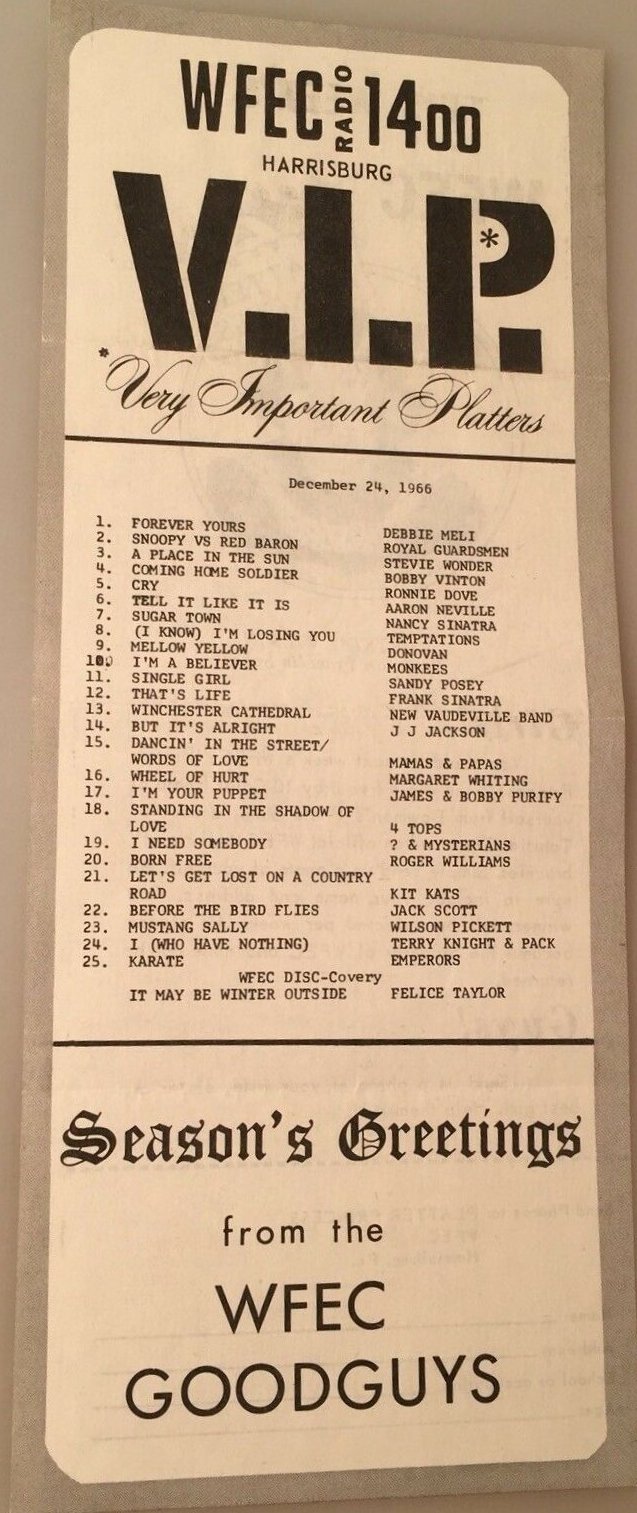 WFEC RADIO 1400
HARRISBURG
V.I.P.*
*Very Important Platters
December 24, 1966
1. FOREVER YOURS DEBBIE MELI
2. SNOOPY VS RED BARON ROYAL GUARDSMEN
3. A PLACE IN THE SUN STEVIE WONDER
4. COMING HOME SOLDIER BOBBY VINTON
5. CRY RONNIE DOVE
6. TELL IT LIKE IT IS AARON NEVILLE
7. SUGAR TOWN NANCY SINATRA
8. (I KNOW) I'M LOSING YOU TEMPTATIONS
9. MELLOW YELLOW DONOVAN
10. I'M A BELIEVER MONKEES
11. SINGLE GIRL SANDY POSEY
12. THAT'S LIFE FRANK SINATRA
13. WINCHESTER CATHEDRAL NEW VAUDEVILLE BAND
14. BUT IT'S ALRIGHT J J JACKSON
15. DANCIN' IN THE STREET/
WORDS OF LOVE MAMAS & PAPAS
16. WHEEL OF HURT MARGARET WHITING
17. I'M YOUR PUPPET JAMES & BOBBY PURIFY
18. STANDING IN THE SHADOW OF
LOVE 4 TOPS
19. I NEED SOMEBODY ? & MYSTERIANS
20. BORN FREE ROGER WILLIAMS
21. LET'S GET LOST ON A COUNTRY
ROAD KIT KATS
22. BEFORE THE BIRD FLIES JACK SCOTT
23. MUSTANG SALLY WILSON PICKETT
24. I (WHO HAVE NOTHING) TERRY KNIGHT & PACK
25. KARATE EMPERORS
WFEC DISC-Covery
IT MAY BE WINTER OUTSIDE FELICE TAYLOR
Season's Greetings
from the
WFEC
GOODGUYS